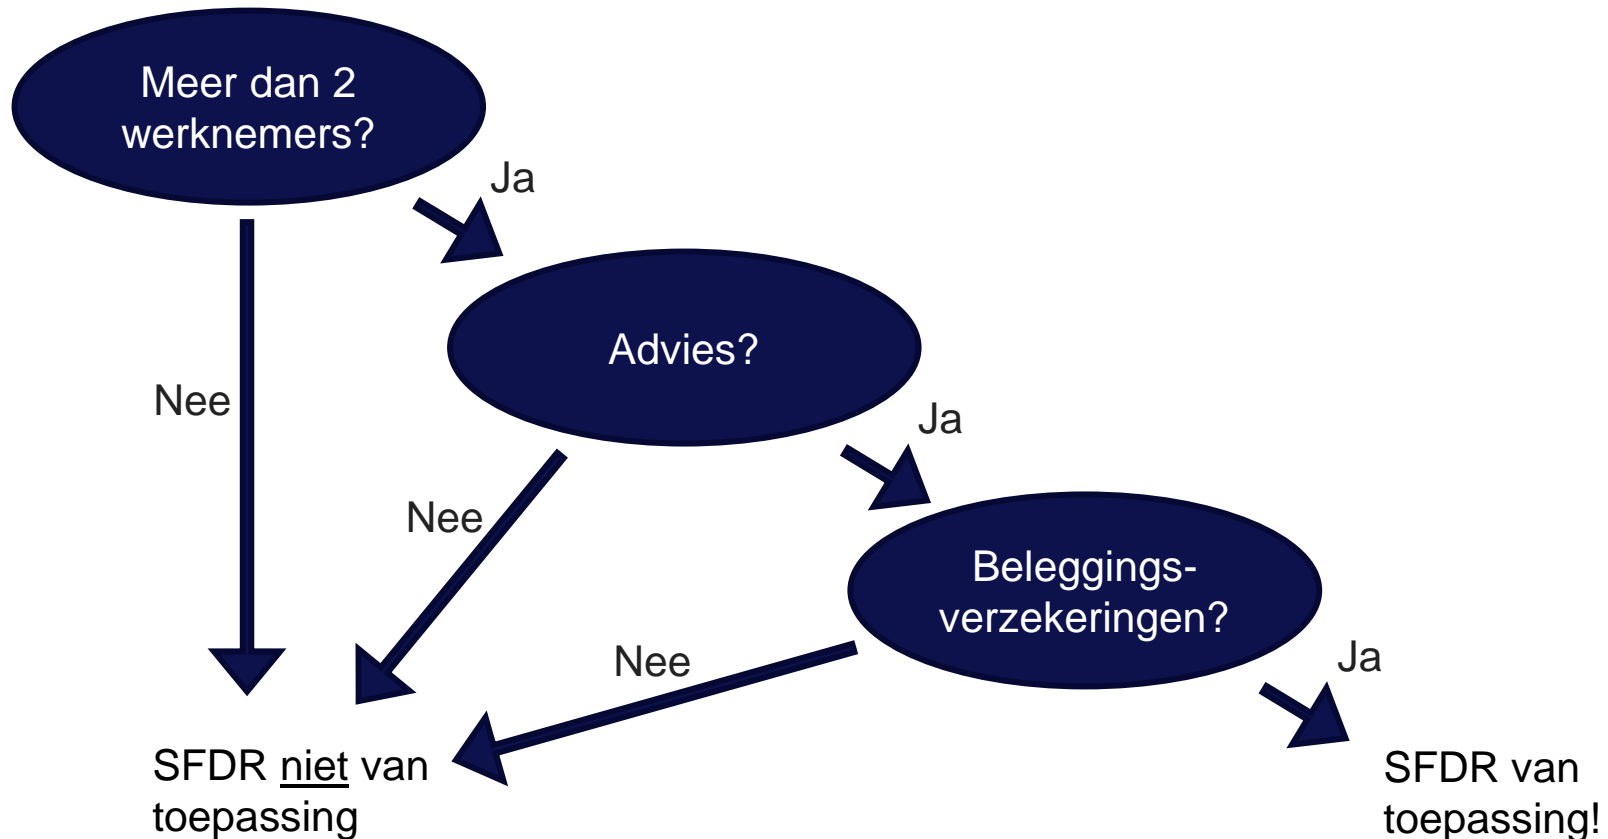 Meer dan 2
werknemers?
Ja
Advies?
Nee
Ja
Nee
Beleggings-
verzekeringen?
Nee
Ja
SFDR niet van
toepassing
SFDR van
toepassing!